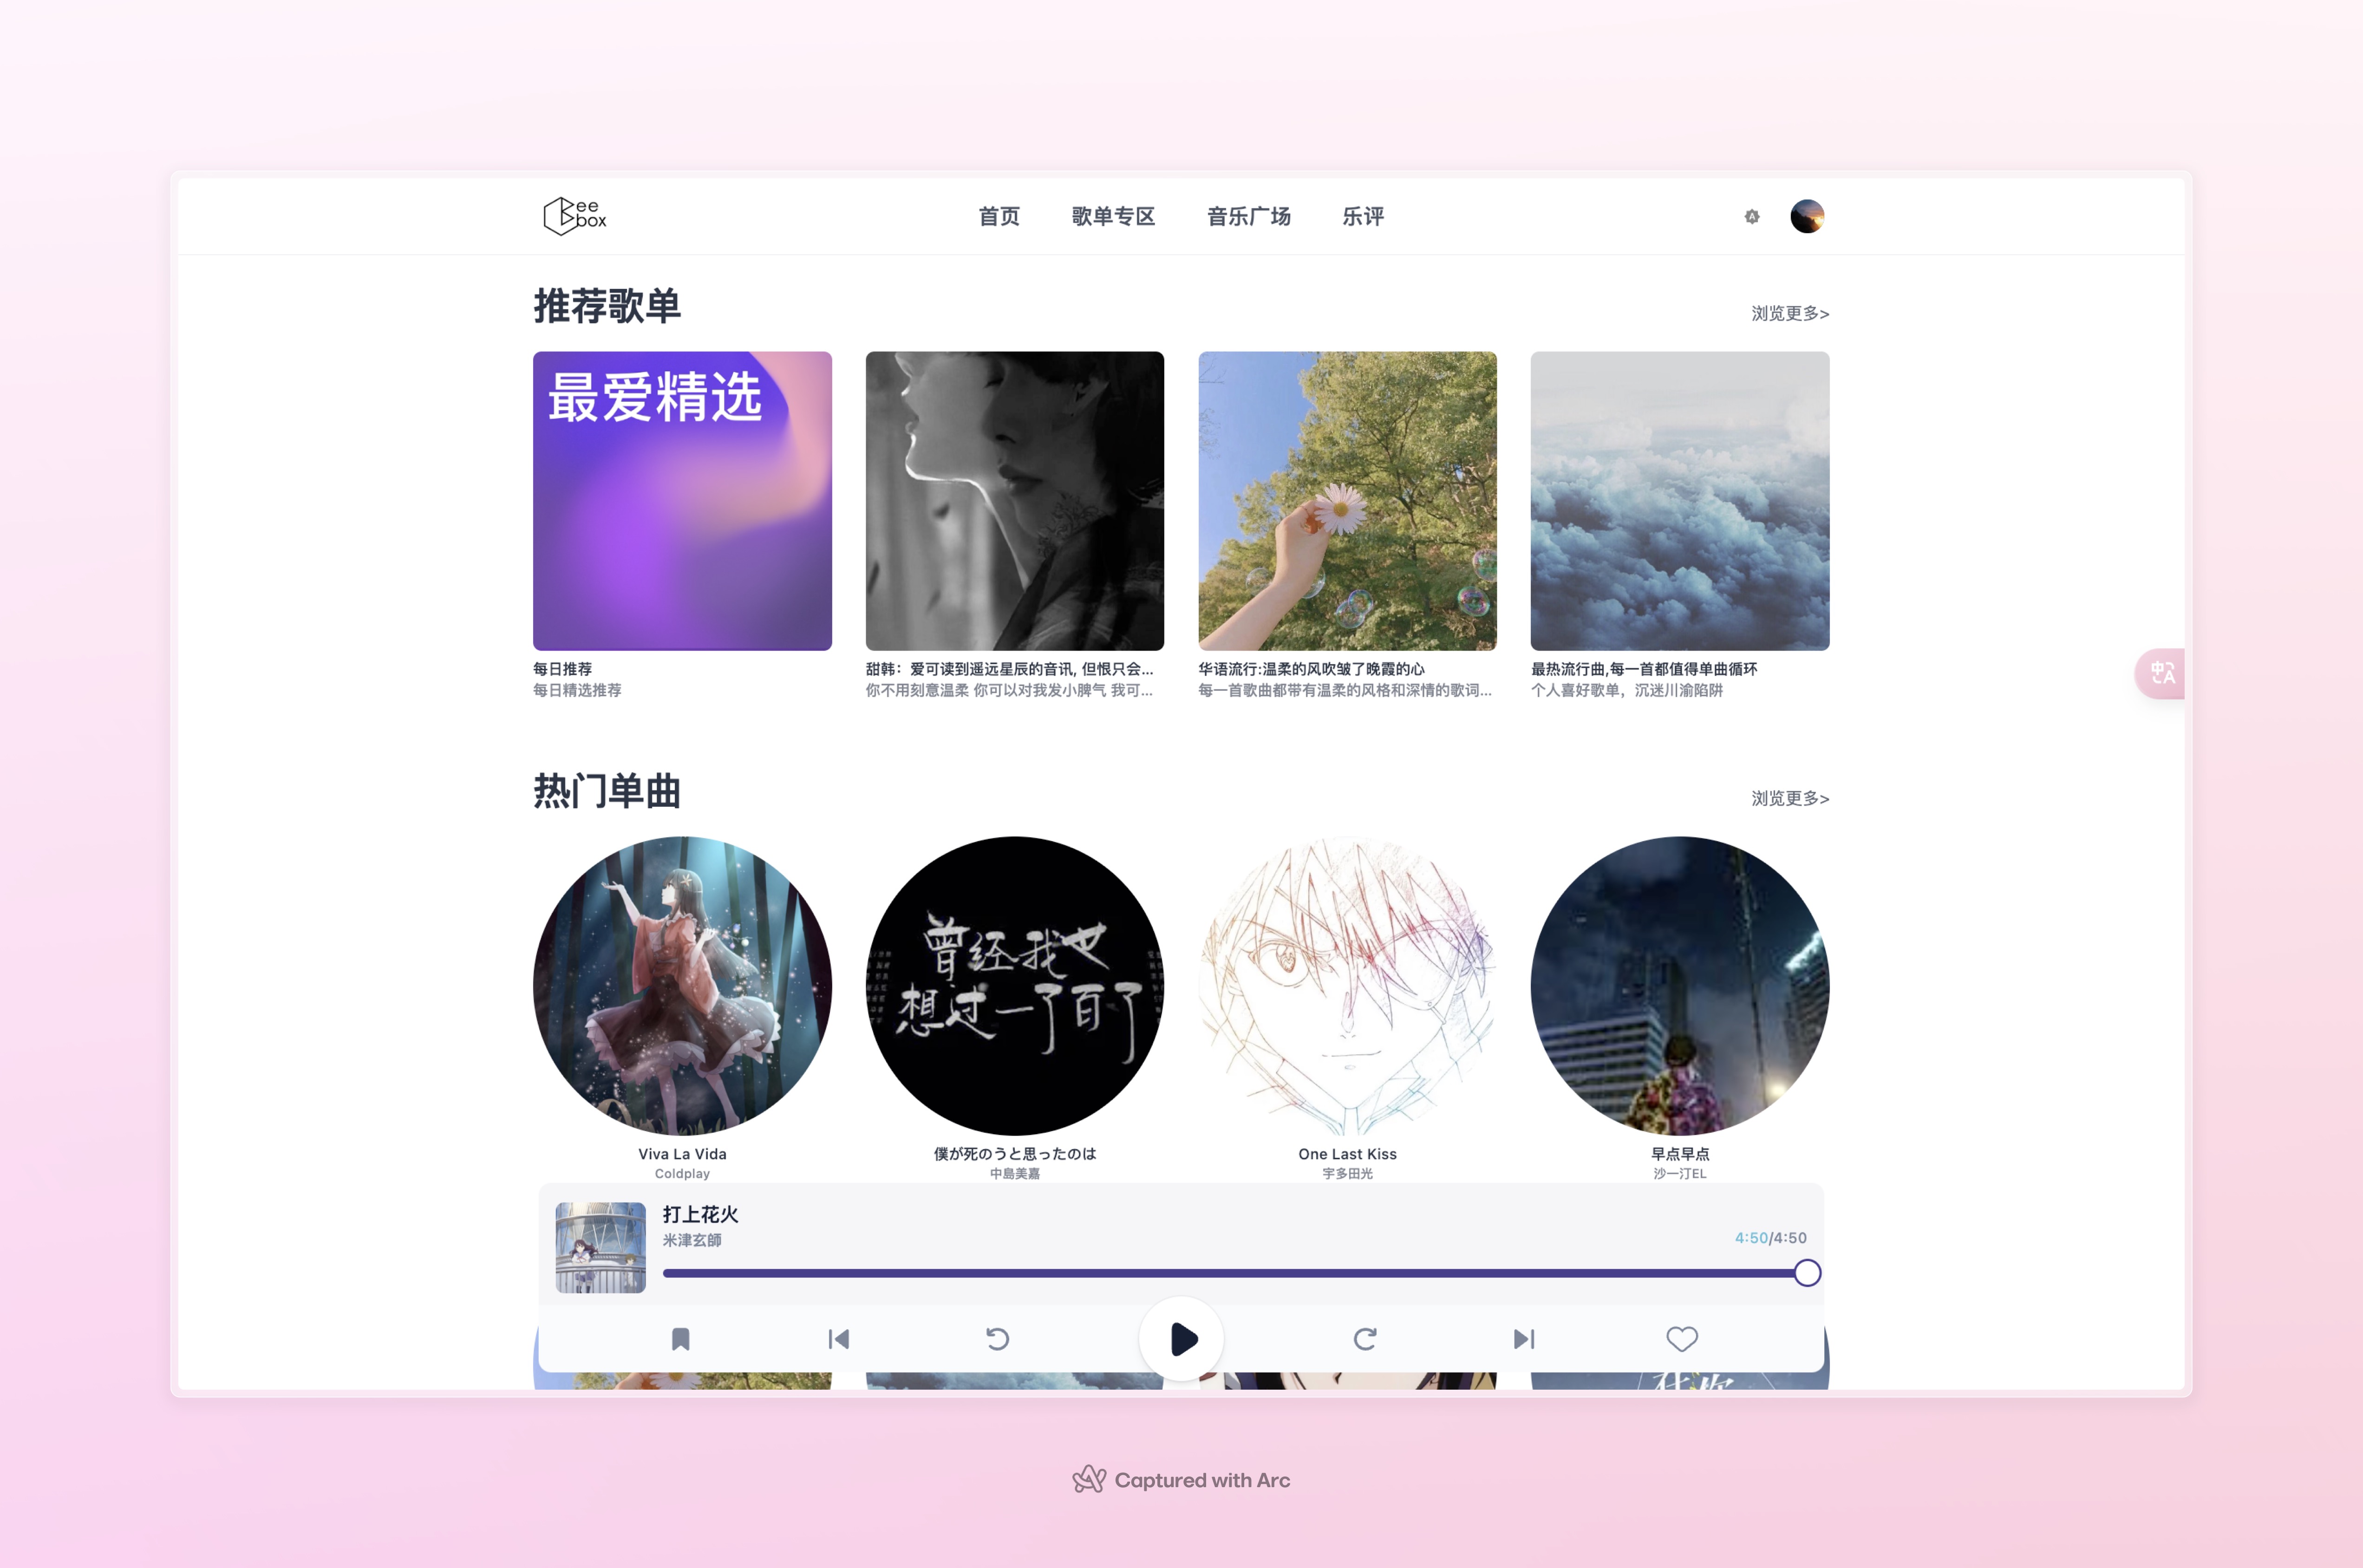 Bee
box
首页 歌单专区 音乐广场 乐评
推荐歌单
浏览更多>
最爱精选
每日推荐
每日精选推荐
甜韩：爱可读到遥远星辰的音讯, 但恨只会...
你不用刻意温柔 你可以对我发小脾气 我可...
华语流行:温柔的风吹皱了晚霞的心
每一首歌曲都带有温柔的风格和深情的歌词...
最热流行曲,每一首都值得单曲循环
个人喜好歌单，沉迷川渝陷阱
中A
热门单曲
浏览更多>
曾经我也
想过一了百了
Viva La Vida
Coldplay
僕が死のうと思ったのは
中島美嘉
One Last Kiss
宇多田光
早点早点
沙一汀EL
打上花火
米津玄師
4:50/4:50
Captured with Arc